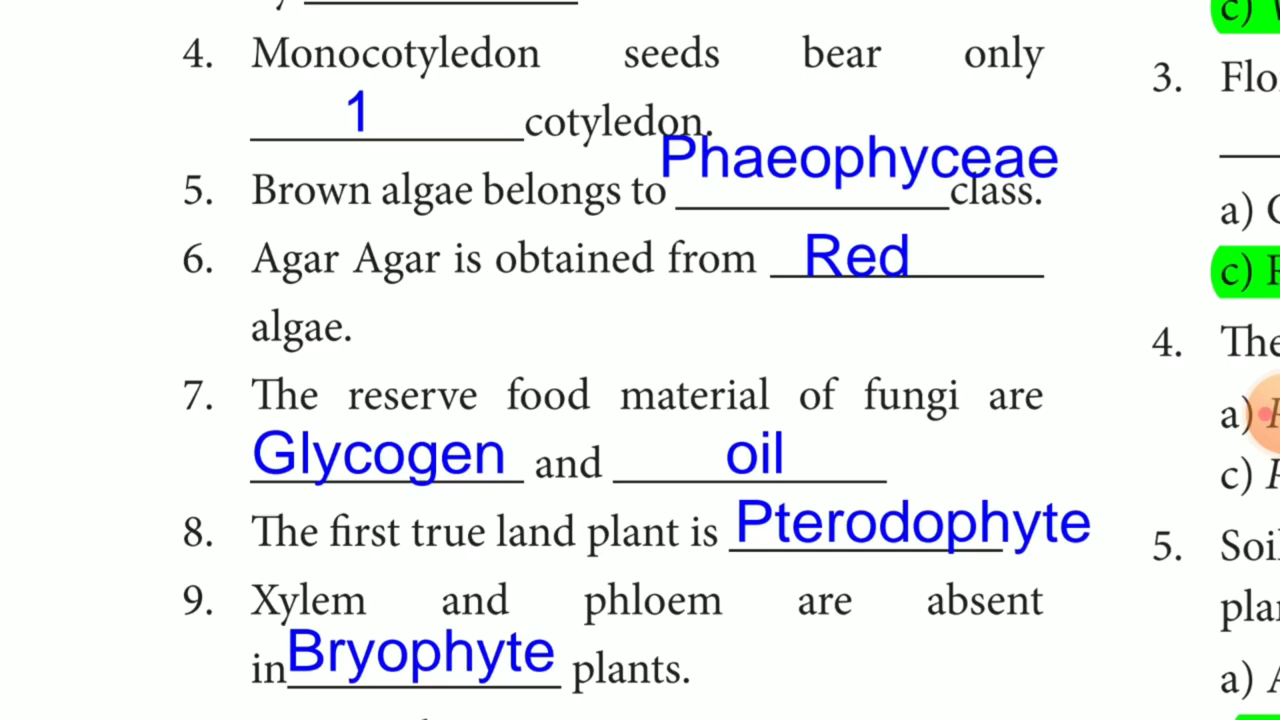 4. Monocotyledon seeds bear only
1 cotyledon.
5. Brown algae belongs to Phaeophyceae class.
6. Agar Agar is obtained from Red
algae.
7. The reserve food material of fungi are
Glycogen and oil
8. The first true land plant is Pterodophyte
9. Xylem and phloem are absent
in Bryophyte plants.
c)
3. Flo
a)
c)
4. The
a)
c)
5. Soi
plan
a)